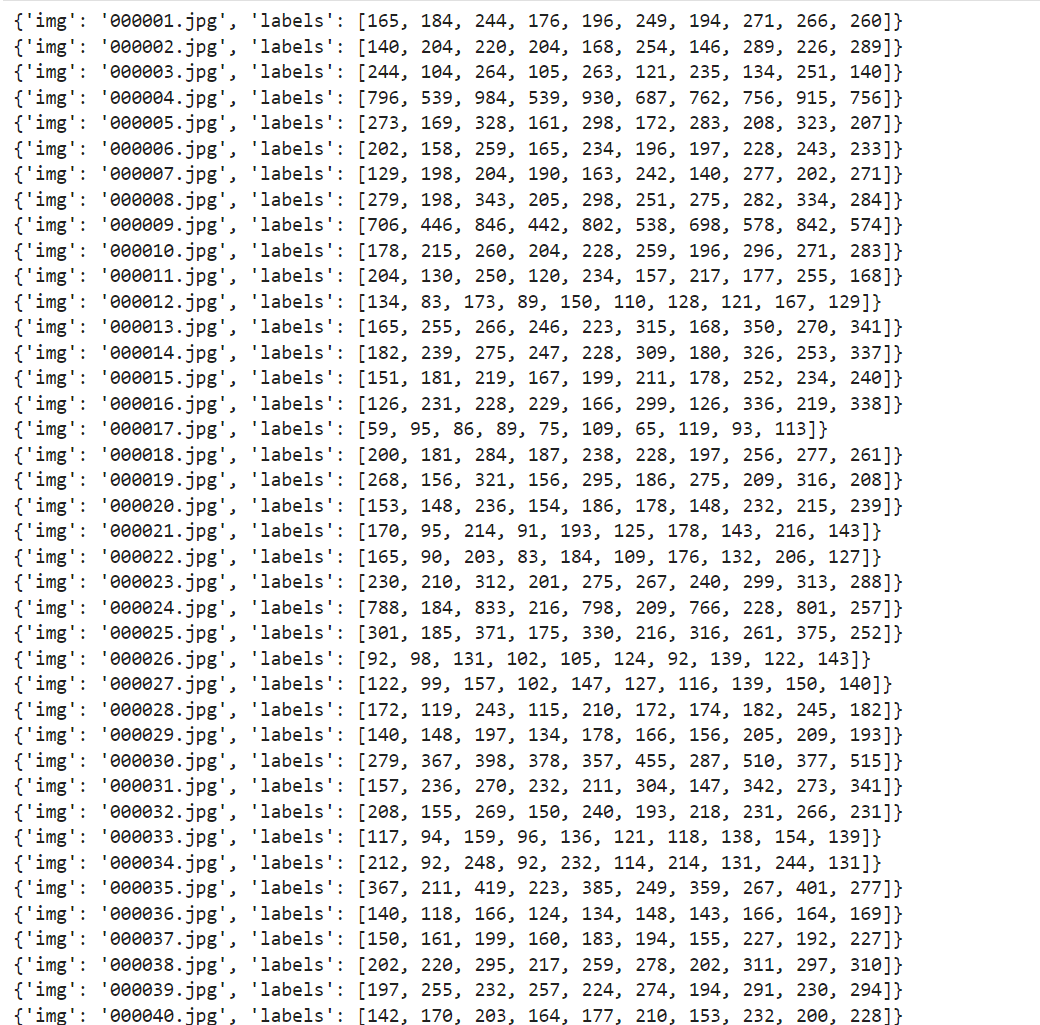 {'img': '000001.jpg', 'labels': [165, 184, 244, 176, 196, 249, 194, 271, 266, 260]}
{'img': '000002.jpg', 'labels': [140, 204, 220, 204, 168, 254, 146, 289, 226, 289]}
{'img': '000003.jpg', 'labels': [244, 104, 264, 105, 263, 121, 235, 134, 251, 140]}
{'img': '000004.jpg', 'labels': [796, 539, 984, 539, 930, 687, 762, 756, 915, 756]}
{'img': '000005.jpg', 'labels': [273, 169, 328, 161, 298, 172, 283, 208, 323, 207]}
{'img': '000006.jpg', 'labels': [202, 158, 259, 165, 234, 196, 197, 228, 243, 233]}
{'img': '000007.jpg', 'labels': [129, 198, 204, 190, 163, 242, 140, 277, 202, 271]}
{'img': '000008.jpg', 'labels': [279, 198, 343, 205, 298, 251, 275, 282, 334, 284]}
{'img': '000009.jpg', 'labels': [706, 446, 846, 442, 802, 538, 698, 578, 842, 574]}
{'img': '000010.jpg', 'labels': [178, 215, 260, 204, 228, 259, 196, 296, 271, 283]}
{'img': '000011.jpg', 'labels': [204, 130, 250, 120, 234, 157, 217, 177, 255, 168]}
{'img': '000012.jpg', 'labels': [134, 83, 173, 89, 150, 110, 128, 121, 167, 129]}
{'img': '000013.jpg', 'labels': [165, 255, 266, 246, 223, 315, 168, 350, 270, 341]}
{'img': '000014.jpg', 'labels': [182, 239, 275, 247, 228, 309, 180, 326, 253, 337]}
{'img': '000015.jpg', 'labels': [151, 181, 219, 167, 199, 211, 178, 252, 234, 240]}
{'img': '000016.jpg', 'labels': [126, 231, 228, 229, 166, 299, 126, 336, 219, 338]}
{'img': '000017.jpg', 'labels': [59, 95, 86, 89, 75, 109, 65, 119, 93, 113]}
{'img': '000018.jpg', 'labels': [200, 181, 284, 187, 238, 228, 197, 256, 277, 261]}
{'img': '000019.jpg', 'labels': [268, 156, 321, 156, 295, 186, 275, 209, 316, 208]}
{'img': '000020.jpg', 'labels': [153, 148, 236, 154, 186, 178, 148, 232, 215, 239]}
{'img': '000021.jpg', 'labels': [170, 95, 214, 91, 193, 125, 178, 143, 216, 143]}
{'img': '000022.jpg', 'labels': [165, 90, 203, 83, 184, 109, 176, 132, 206, 127]}
{'img': '000023.jpg', 'labels': [230, 210, 312, 201, 275, 267, 240, 299, 313, 288]}
{'img': '000024.jpg', 'labels': [788, 184, 833, 216, 798, 209, 766, 228, 801, 257]}
{'img': '000025.jpg', 'labels': [301, 185, 371, 175, 330, 216, 316, 261, 375, 252]}
{'img': '000026.jpg', 'labels': [92, 98, 131, 102, 105, 124, 92, 139, 122, 143]}
{'img': '000027.jpg', 'labels': [122, 99, 157, 102, 147, 127, 116, 139, 150, 140]}
{'img': '000028.jpg', 'labels': [172, 119, 243, 115, 210, 172, 174, 182, 245, 182]}
{'img': '000029.jpg', 'labels': [140, 148, 197, 134, 178, 166, 156, 205, 209, 193]}
{'img': '000030.jpg', 'labels': [279, 367, 398, 378, 357, 455, 287, 510, 377, 515]}
{'img': '000031.jpg', 'labels': [157, 236, 270, 232, 211, 304, 147, 342, 273, 341]}
{'img': '000032.jpg', 'labels': [208, 155, 269, 150, 240, 193, 218, 231, 266, 231]}
{'img': '000033.jpg', 'labels': [117, 94, 159, 96, 136, 121, 118, 138, 154, 139]}
{'img': '000034.jpg', 'labels': [212, 92, 248, 92, 232, 114, 214, 131, 244, 131]}
{'img': '000035.jpg', 'labels': [367, 211, 419, 223, 385, 249, 359, 267, 401, 277]}
{'img': '000036.jpg', 'labels': [140, 118, 166, 124, 134, 148, 143, 166, 164, 169]}
{'img': '000037.jpg', 'labels': [150, 161, 199, 160, 183, 194, 155, 227, 192, 227]}
{'img': '000038.jpg', 'labels': [202, 220, 295, 217, 259, 278, 202, 311, 297, 310]}
{'img': '000039.jpg', 'labels': [197, 255, 232, 257, 224, 274, 194, 291, 230, 294]}
{'img': '000040.jpg', 'labels': [142, 170, 203, 164, 177, 210, 153, 232, 200, 228]}